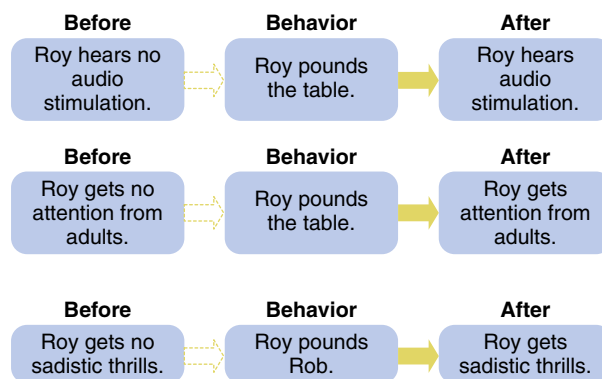 Before
Behavior
After
Roy hears no
audio
stimulation.
Roy pounds
the table.
Roy hears
audio
stimulation.
Before
Behavior
After
Roy gets no
attention from
adults.
Roy pounds
the table.
Roy gets
attention from
adults.
Before
Behavior
After
Roy gets no
sadistic thrills.
Roy pounds
Rob.
Roy gets
sadistic thrills.